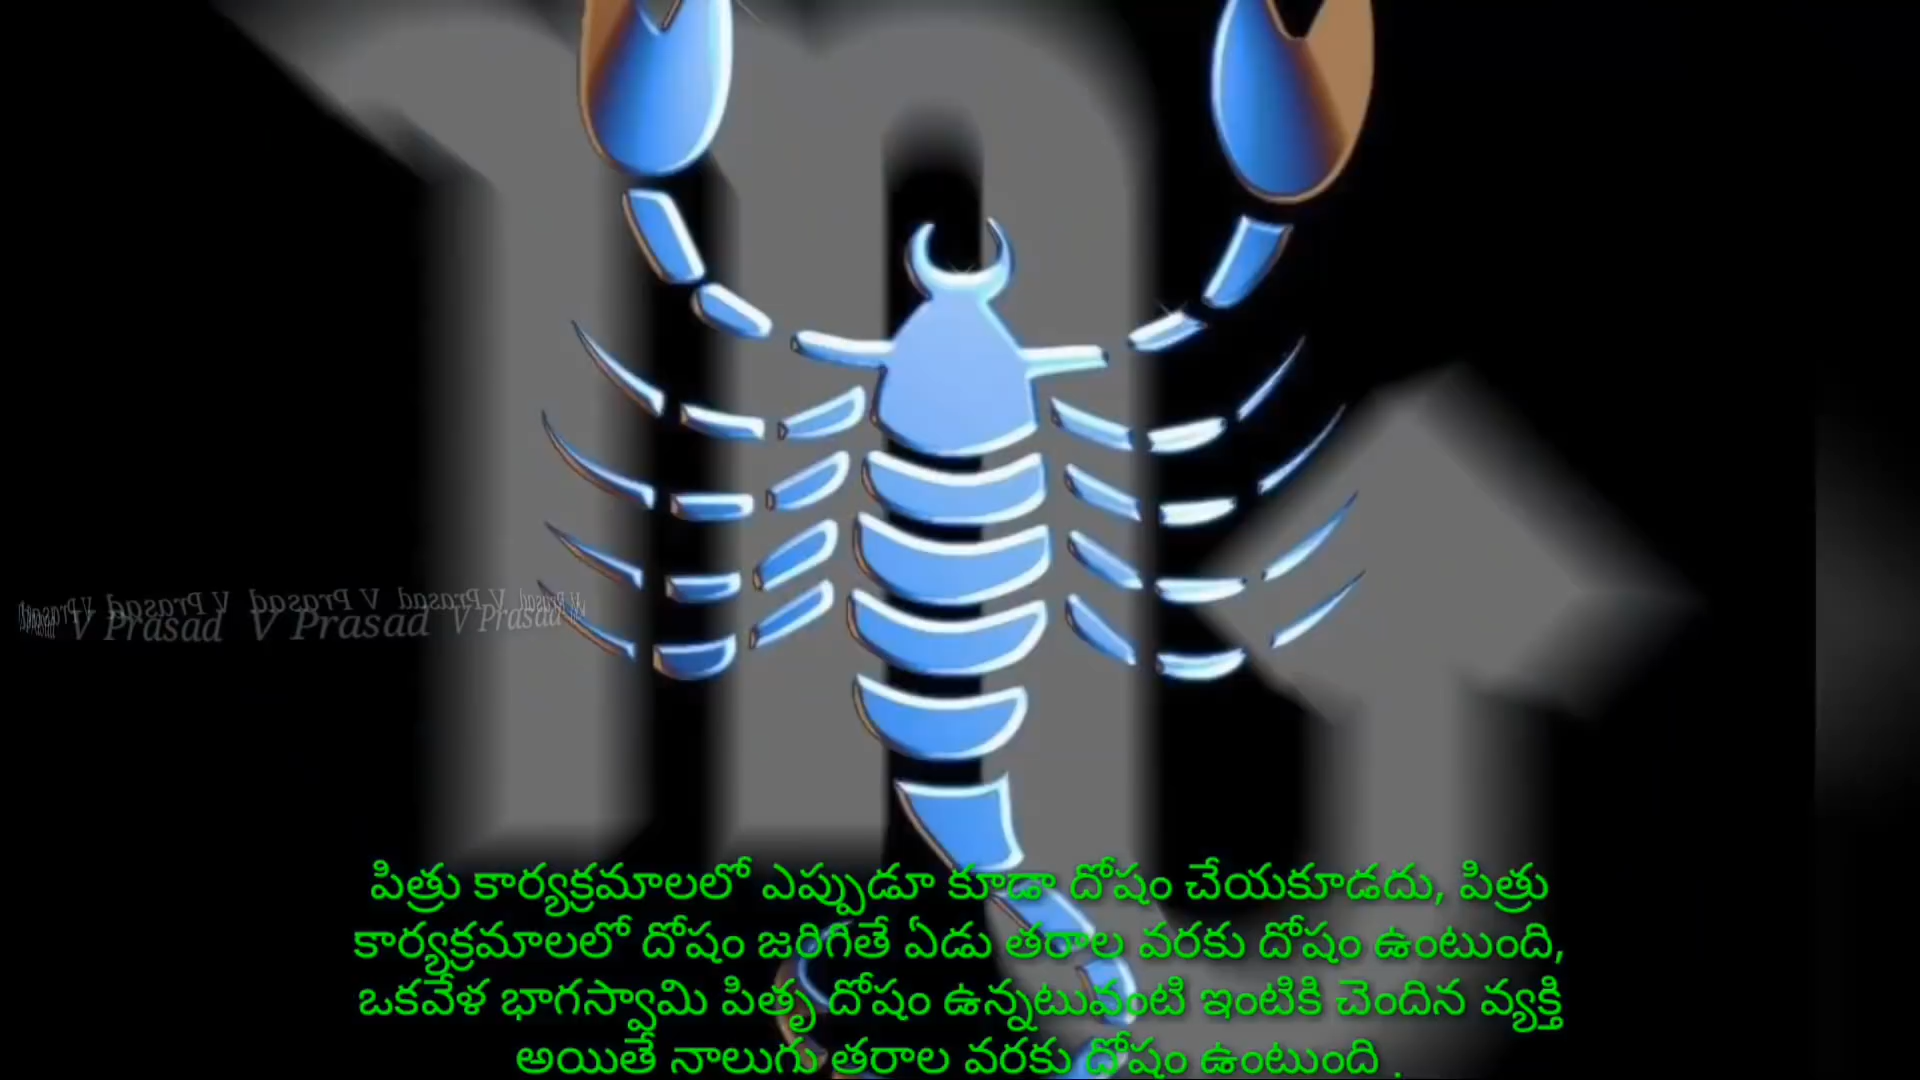 V Prasad V Prasad V Prasad
పితృు కార్యక్రమాలలో ఎప్పుడూ కూడా దోషం చేయకూడదు, పితృు
కార్యక్రమాలలో దోషం జరిగితే ఏడు తరాల వరకు దోషం ఉంటుంది,
ఒకవేళ భాగస్వామి పితృ దోషం ఉన్నటువంటి ఇంటికి చెందిన వ్యక్తి
అయితే నాలుగు తరాల వరకు దోషం ఉంటుంది .